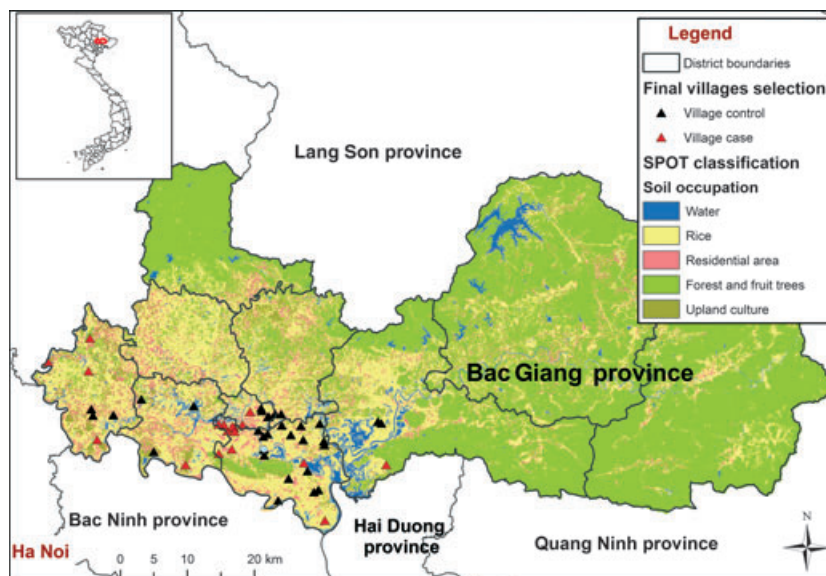 Legend
District boundaries
Final villages selection
Village control
Village case
SPOT classification
Soil occupation
Water
Rice
Residential area
Forest and fruit trees
Upland culture
Lang Son province
Bac Giang province
Bac Ninh province
Hai Duong
province
Quang Ninh province
Ha Noi
0 5 10 20 km
N